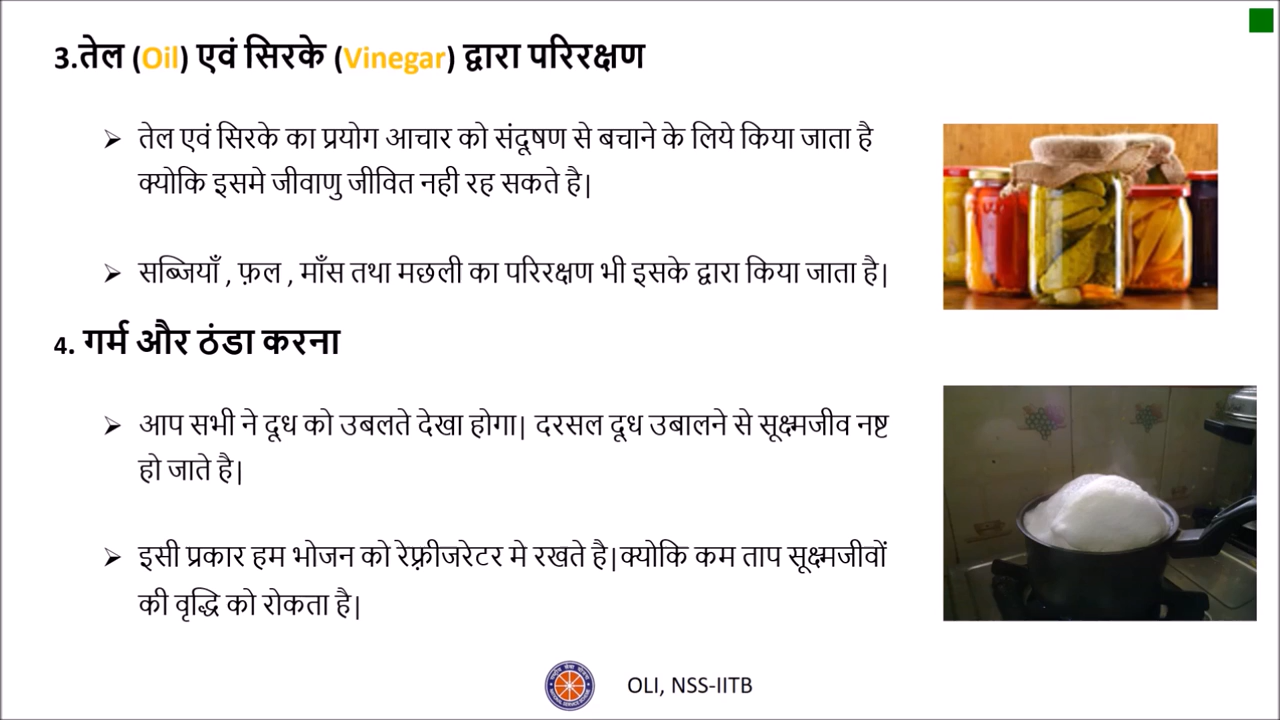 3.तेल (Oil) एवं सिरके (Vinegar) द्वारा परिरक्षण
➢ तेल एवं सिरके का प्रयोग आचार को संदूषण से बचाने के लिये किया जाता है
क्योकि इसमे जीवाणु जीवित नही रह सकते है|
➢ सब्जियाँ , फ़ल , माँस तथा मछली का परिरक्षण भी इसके द्वारा किया जाता है|
4. गर्म और ठंडा करना
➢ आप सभी ने दूध को उबलते देखा होगा| दरसल दूध उबालने से सूक्ष्मजीव नष्ट
हो जाते है|
➢ इसी प्रकार हम भोजन को रेफ़्रीजरेटर मे रखते है|क्योकि कम ताप सूक्ष्मजीवों
की वृद्धि को रोकता है|
OLI, NSS-IITB